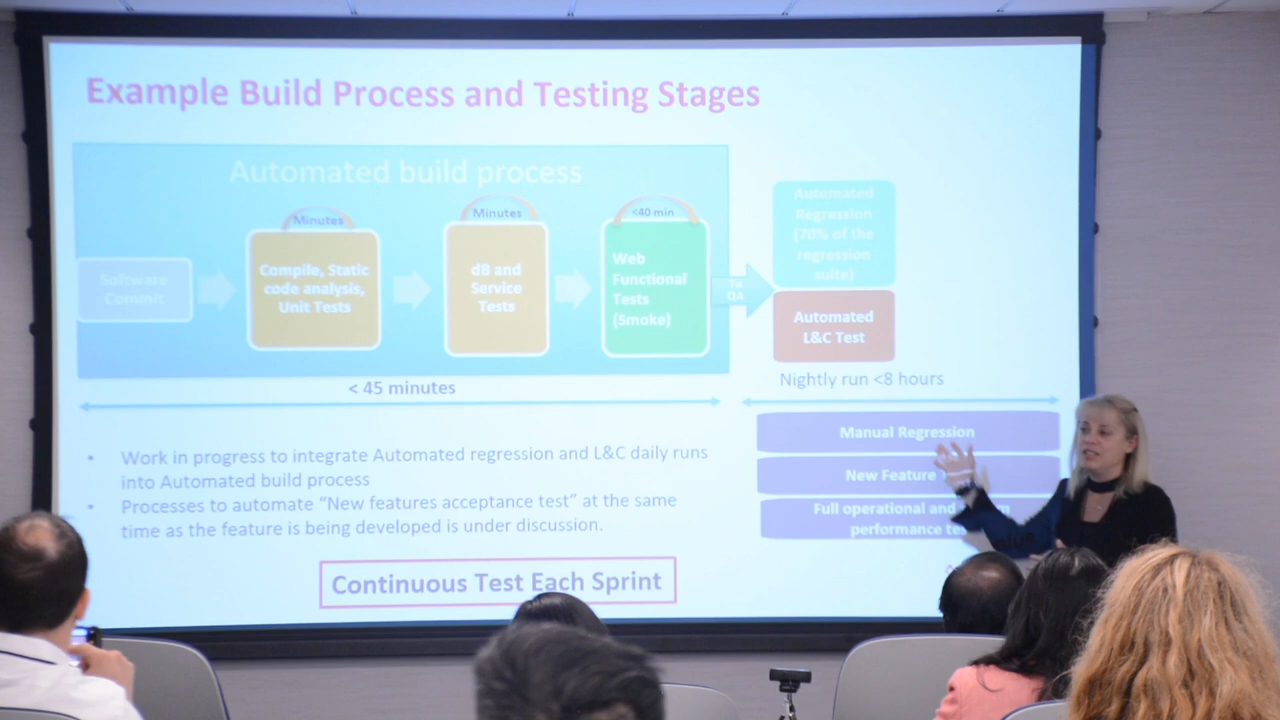 Example Build Process and Testing Stages
Automated build process
Software
Commit
Minutes
Compile, Static
code analysis,
Unit Tests
Minutes
dB and
Service
Tests
<40 min
Web
Functional
Tests
(Smoke)
To
QA
Automated
Regression
(70% of the
regression
suite)
Automated
L&C Test
< 45 minutes
Nightly run <8 hours
• Work in progress to integrate Automated regression and L&C daily runs
into Automated build process
• Processes to automate "New features acceptance test" at the same
time as the feature is being developed is under discussion.
Manual Regression
New Feature
Full operational and
performance
Continuous Test Each Sprint